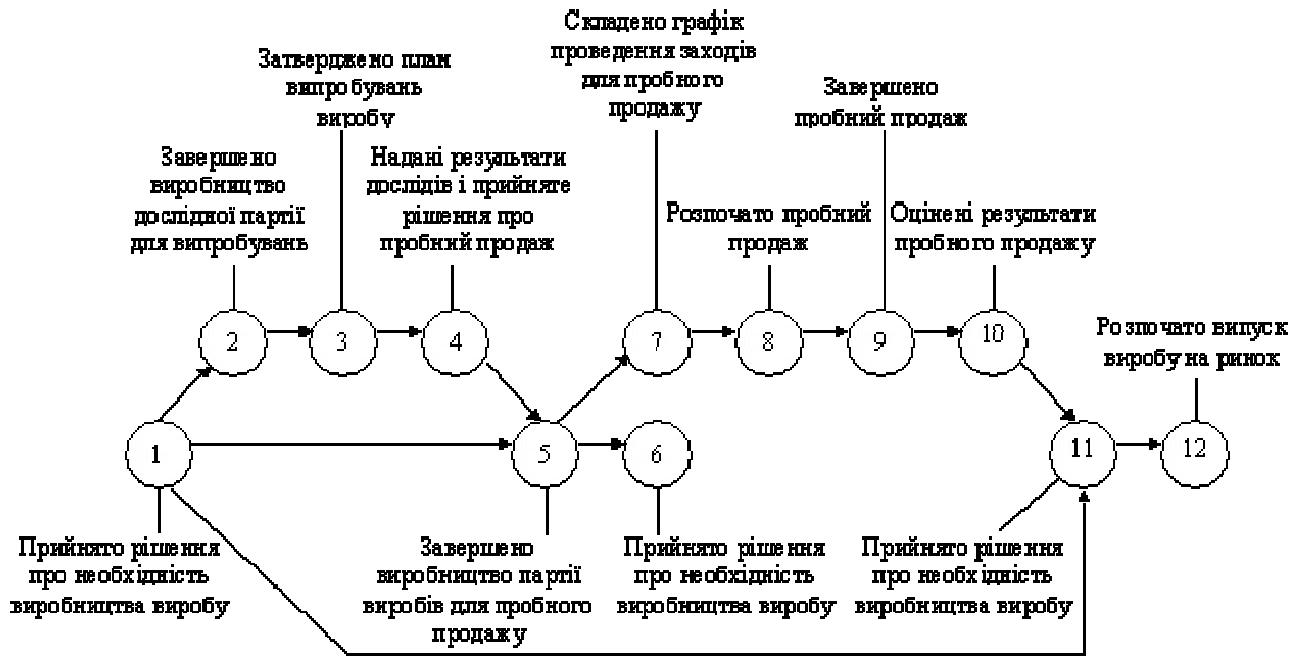 Складено графік
проведення заходів
для пробного
продажу
Затверджено план
випробувань
виробу
Завершено
пробний продаж
Завершено
виробництво
дослідної партії
для випробувань
Надані результати
дослідів і прийняте
рішення про
пробний продаж
Розпочато пробний
продаж
Оцінені результати
пробного продажу
Розпочато випуск
виробу на ринок
2
3
4
7
8
9
10
1
5
6
11
12
Прийнято рішення
про необхідність
виробництва виробу
Завершено
виробництво партії
виробів для пробного
продажу
Прийнято рішення
про необхідність
виробництва виробу
Прийнято рішення
про необхідність
виробництва виробу